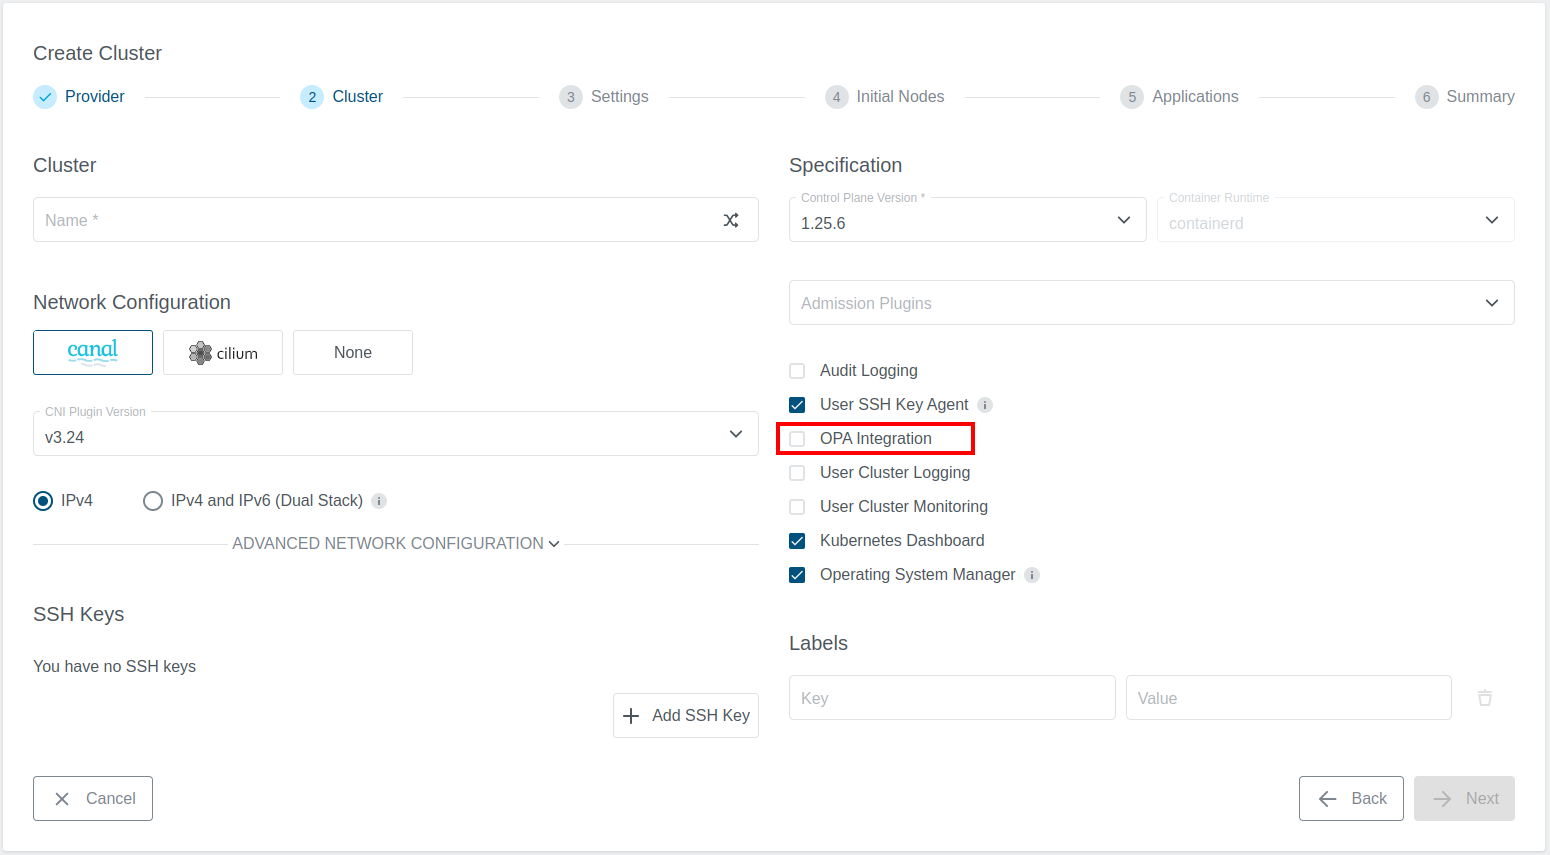 Create Cluster
Provider
2 Cluster
3 Settings
4 Initial Nodes
5 Applications
6 Summary
Cluster
Name *
Network Configuration
canal
cilium
None
CNI Plugin Version
v3.24
IPv4
IPv4 and IPv6 (Dual Stack) i
ADVANCED NETWORK CONFIGURATION
SSH Keys
You have no SSH keys
Add SSH Key
Specification
Control Plane Version *
1.25.6
Container Runtime
containerd
Admission Plugins
Audit Logging
User SSH Key Agent i
OPA Integration
User Cluster Logging
User Cluster Monitoring
Kubernetes Dashboard
Operating System Manager i
Labels
Key
Value
Cancel
Back
Next